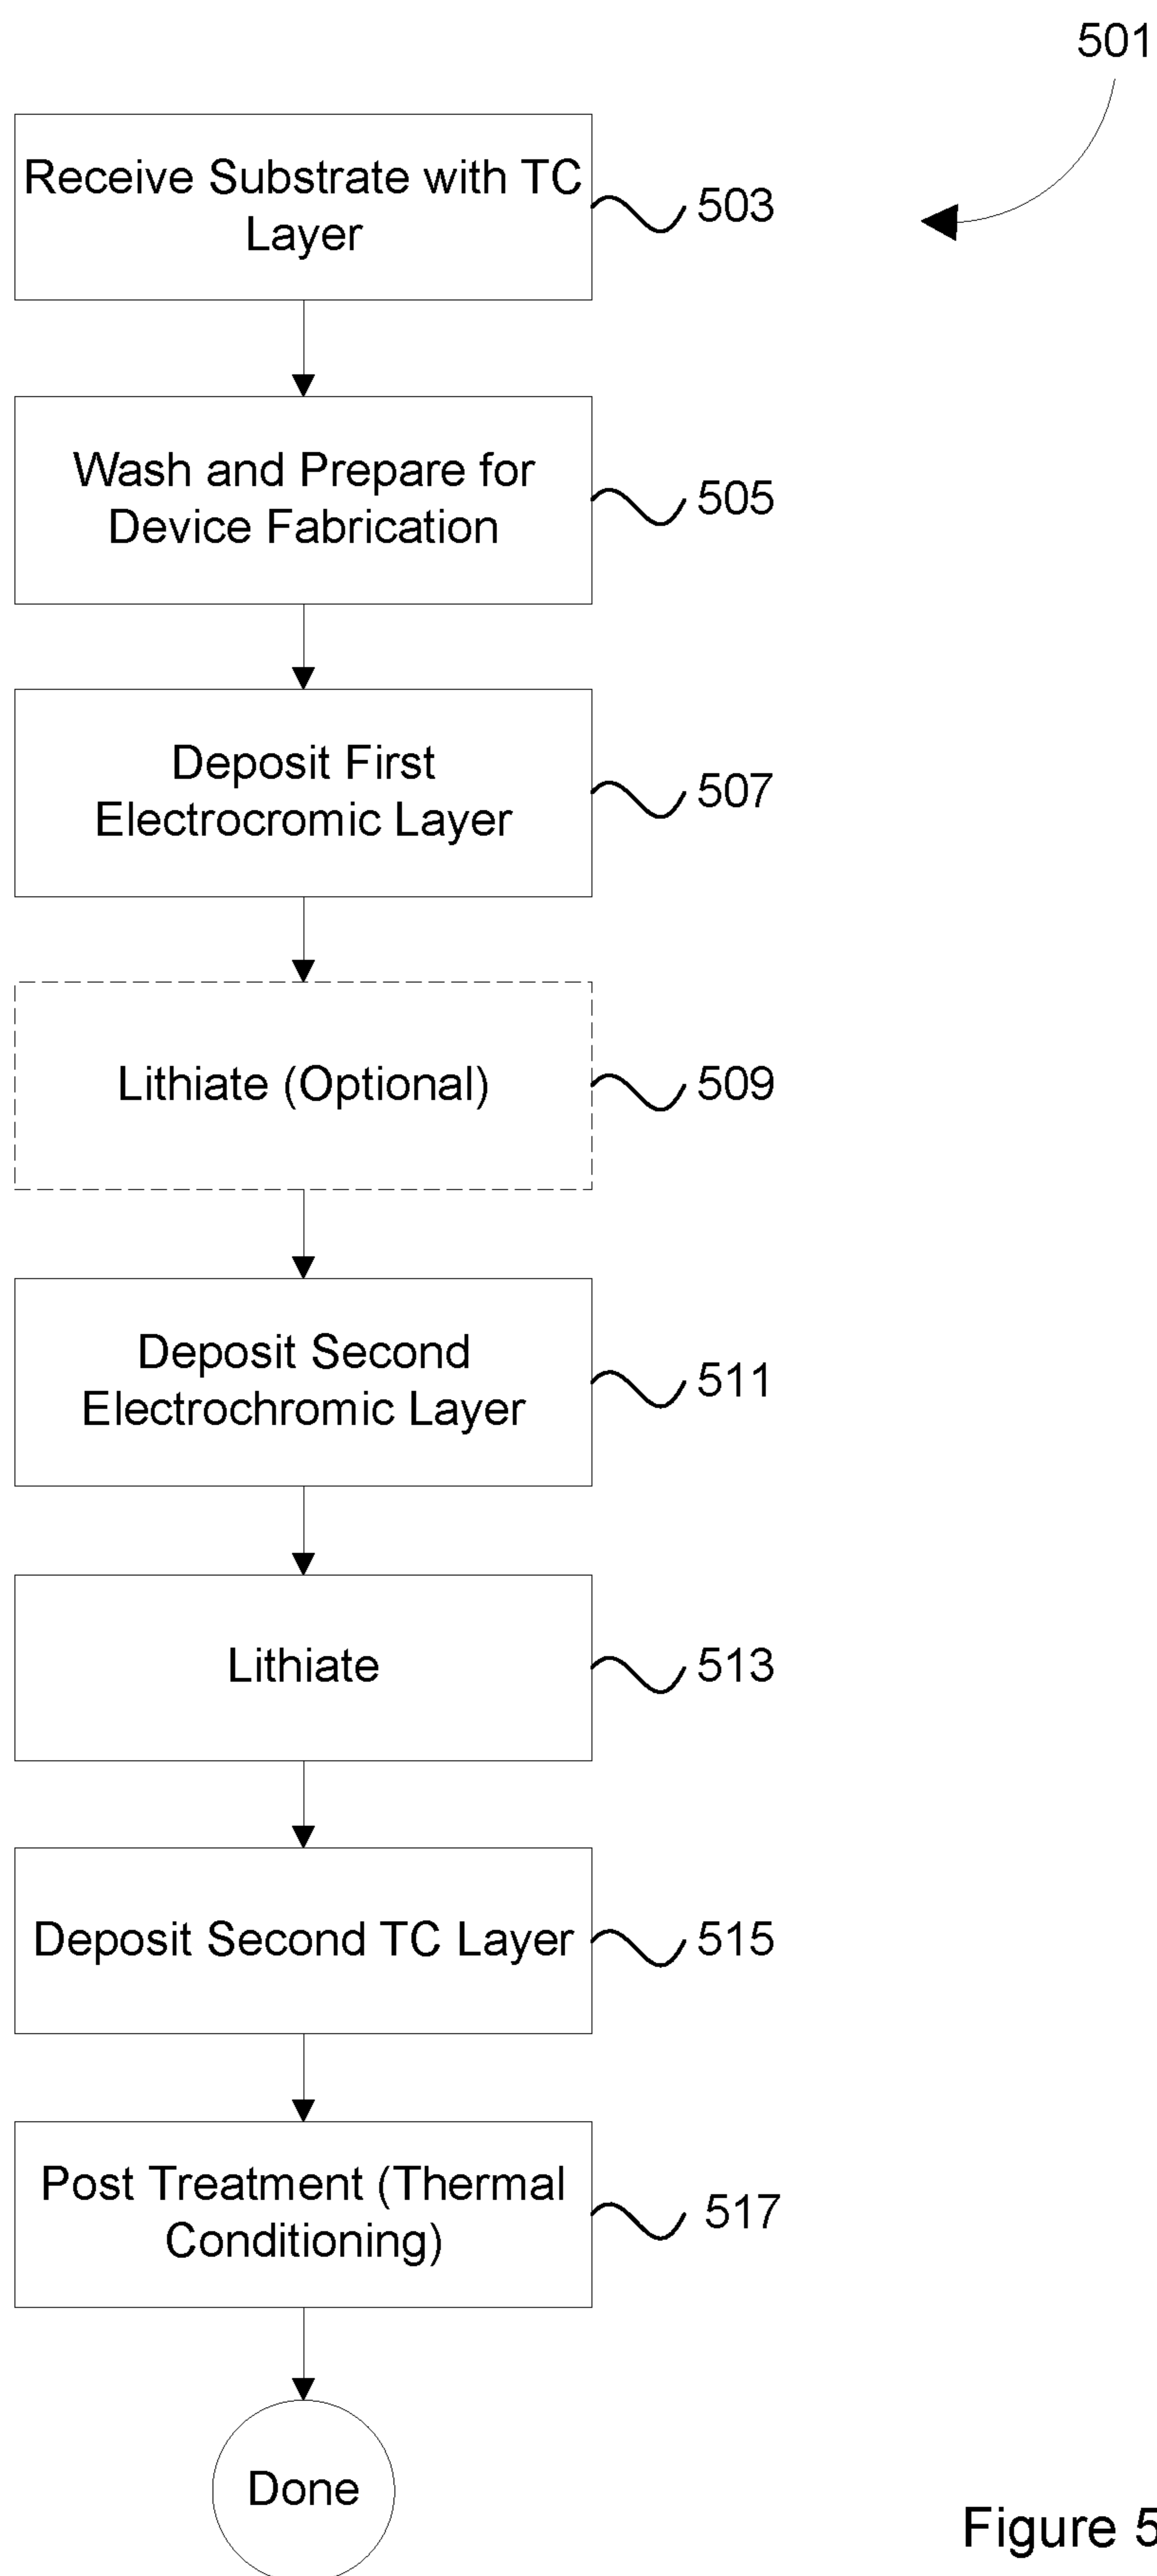 501
Receive Substrate with TC
Layer
503
Wash and Prepare for
Device Fabrication
505
Deposit First
Electrocromic Layer
507
Lithiate (Optional)
509
Deposit Second
Electrochromic Layer
511
Lithiate
513
Deposit Second TC Layer
515
Post Treatment (Thermal
Conditioning)
517
Done
Figure 5